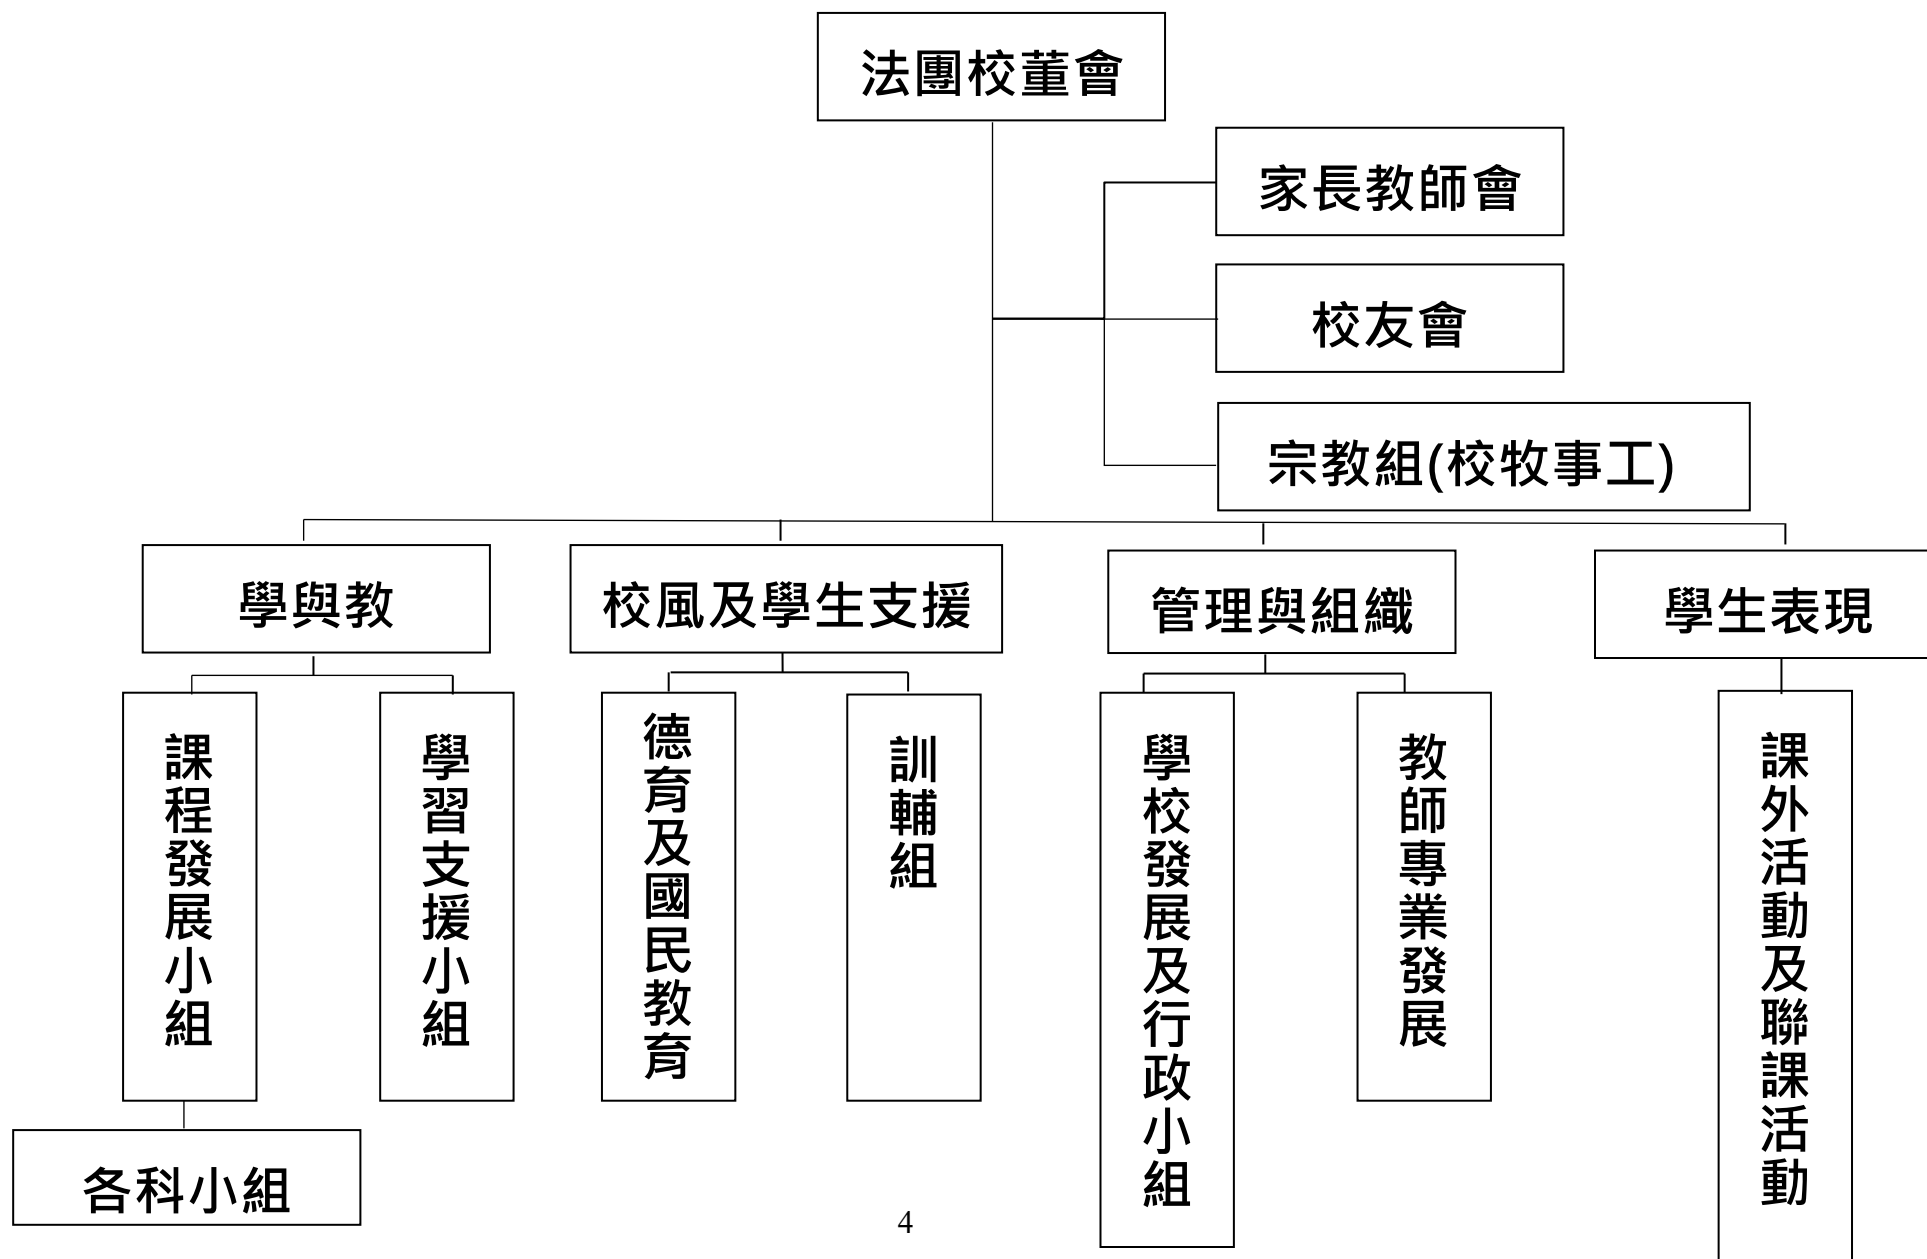 法團校董會
家長教師會
校友會
宗教組(校牧事工)
學與教
校風及學生支援
管理與組織
學生表現
課程發展小組
學習支援小組
德育及國民教育
訓輔組
學校發展及行政小組
教師專業發展
課外活動及聯課活動
各科小組
4